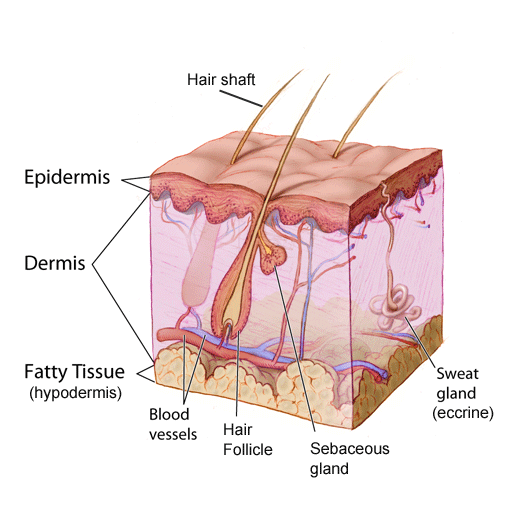 Hair shaft
Epidermis
Dermis
Fatty Tissue
(hypodermis)
Blood
vessels
Hair
Follicle
Sebaceous
gland
Sweat
gland
(eccrine)